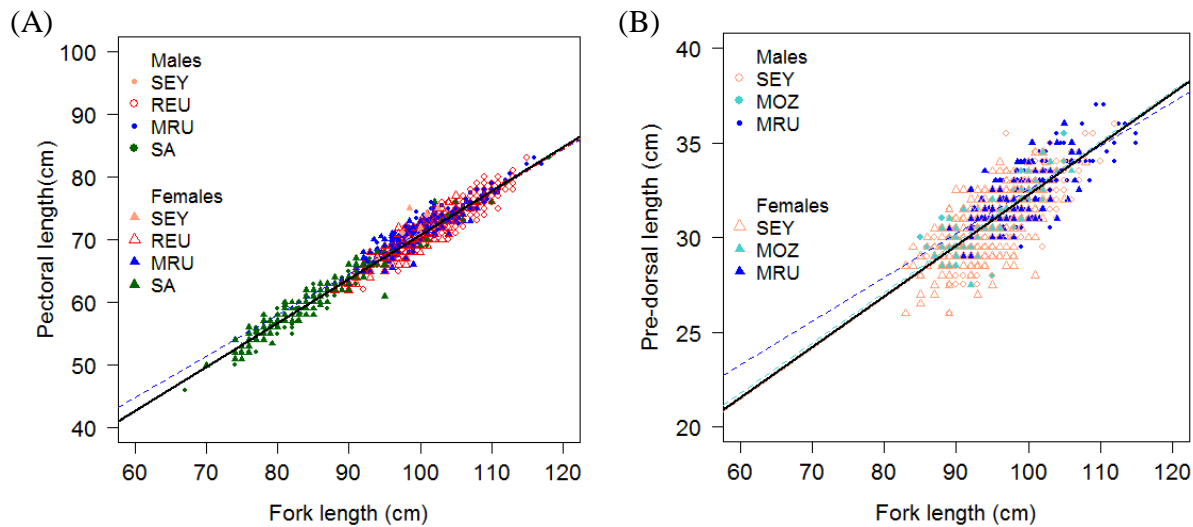 (A)
100
90
80
70
60
50
40
Pectoral length(cm)
Males
SEY
REU
MRU
SA
Females
SEY
REU
MRU
SA
60 70 80 90 100 110 120
Fork length (cm)
(B)
40
35
30
25
20
Pre-dorsal length (cm)
Males
SEY
MOZ
MRU
Females
SEY
MOZ
MRU
60 70 80 90 100 110 120
Fork length (cm)